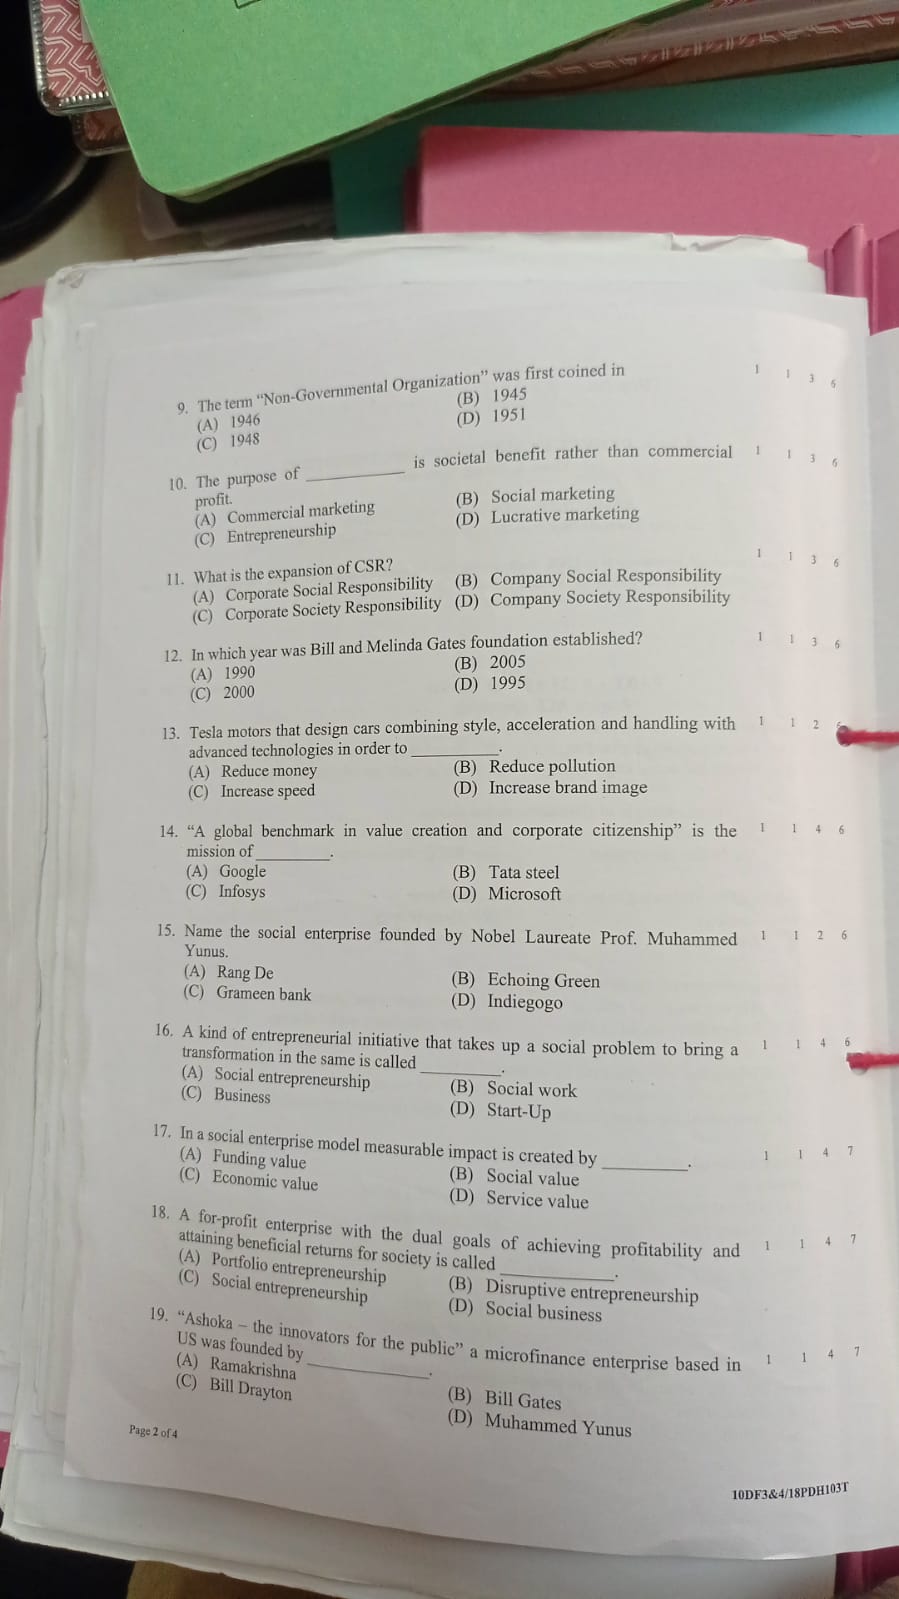 9. The term “Non-Governmental Organization” was first coined in 1 1 3 6
(A) 1946 (B) 1945
(C) 1948 (D) 1951
10. The purpose of __________ is societal benefit rather than commercial 1 1 3 6
profit.
(A) Commercial marketing (B) Social marketing
(C) Entrepreneurship (D) Lucrative marketing
11. What is the expansion of CSR? 1 1 3 6
(A) Corporate Social Responsibility (B) Company Social Responsibility
(C) Corporate Society Responsibility (D) Company Society Responsibility
12. In which year was Bill and Melinda Gates foundation established? 1 1 3 6
(A) 1990 (B) 2005
(C) 2000 (D) 1995
13. Tesla motors that design cars combining style, acceleration and handling with 1 1 2
advanced technologies in order to __________.
(A) Reduce money (B) Reduce pollution
(C) Increase speed (D) Increase brand image
14. “A global benchmark in value creation and corporate citizenship” is the 1 1 4 6
mission of ________.
(A) Google (B) Tata steel
(C) Infosys (D) Microsoft
15. Name the social enterprise founded by Nobel Laureate Prof. Muhammed 1 1 2 6
Yunus.
(A) Rang De (B) Echoing Green
(C) Grameen bank (D) Indiegogo
16. A kind of entrepreneurial initiative that takes up a social problem to bring a 1 1 4 6
transformation in the same is called ________.
(A) Social entrepreneurship (B) Social work
(C) Business (D) Start-Up
17. In a social enterprise model measurable impact is created by _________. 1 1 4 7
(A) Funding value (B) Social value
(C) Economic value (D) Service value
18. A for-profit enterprise with the dual goals of achieving profitability and 1 1 4 7
attaining beneficial returns for society is called ____________.
(A) Portfolio entrepreneurship (B) Disruptive entrepreneurship
(C) Social entrepreneurship (D) Social business
19. “Ashoka – the innovators for the public” a microfinance enterprise based in 1 1 4 7
US was founded by ____________.
(A) Ramakrishna (B) Bill Gates
(C) Bill Drayton (D) Muhammed Yunus
Page 2 of 4
10DF3&4/18PDH103T